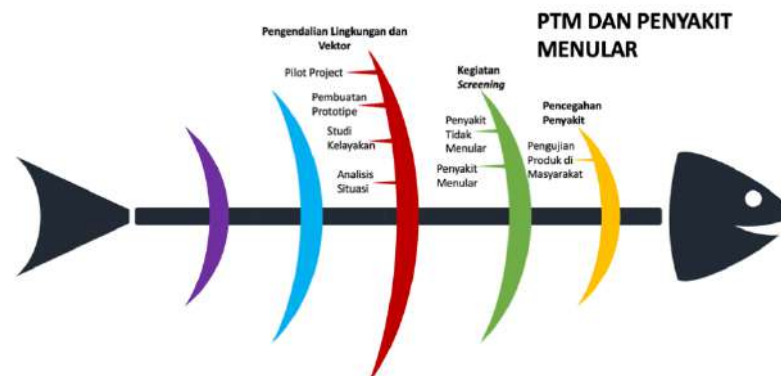 PTM DAN PENYAKIT
MENULAR
Pengendalian Lingkungan dan
Vektor
Pilot Project
Pembuatan
Prototipe
Studi
Kelayakan
Analisis
Situasi
Kegiatan
Screening
Penyakit
Tidak
Menular
Penyakit
Menular
Pencegahan
Penyakit
Pengujian
Produk di
Masyarakat